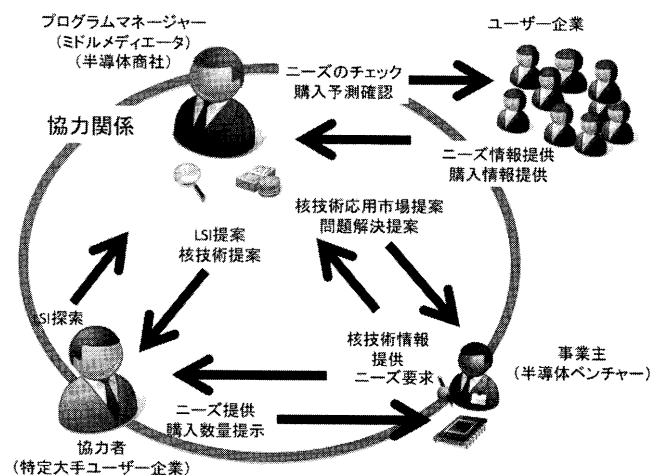 プログラムマネージャー
(ミドルメディエータ)
(半導体商社)
ユーザー企業
ニーズのチェック
購入予測確認
協力関係
ニーズ情報提供
購入情報提供
核技術応用市場提案
問題解決提案
LSI提案
核技術提案
LSI探索
核技術情報
提供
ニーズ要求
事業主
(半導体ベンチャー)
ニーズ提供
購入数量提示
協力者
(特定大手ユーザー企業)